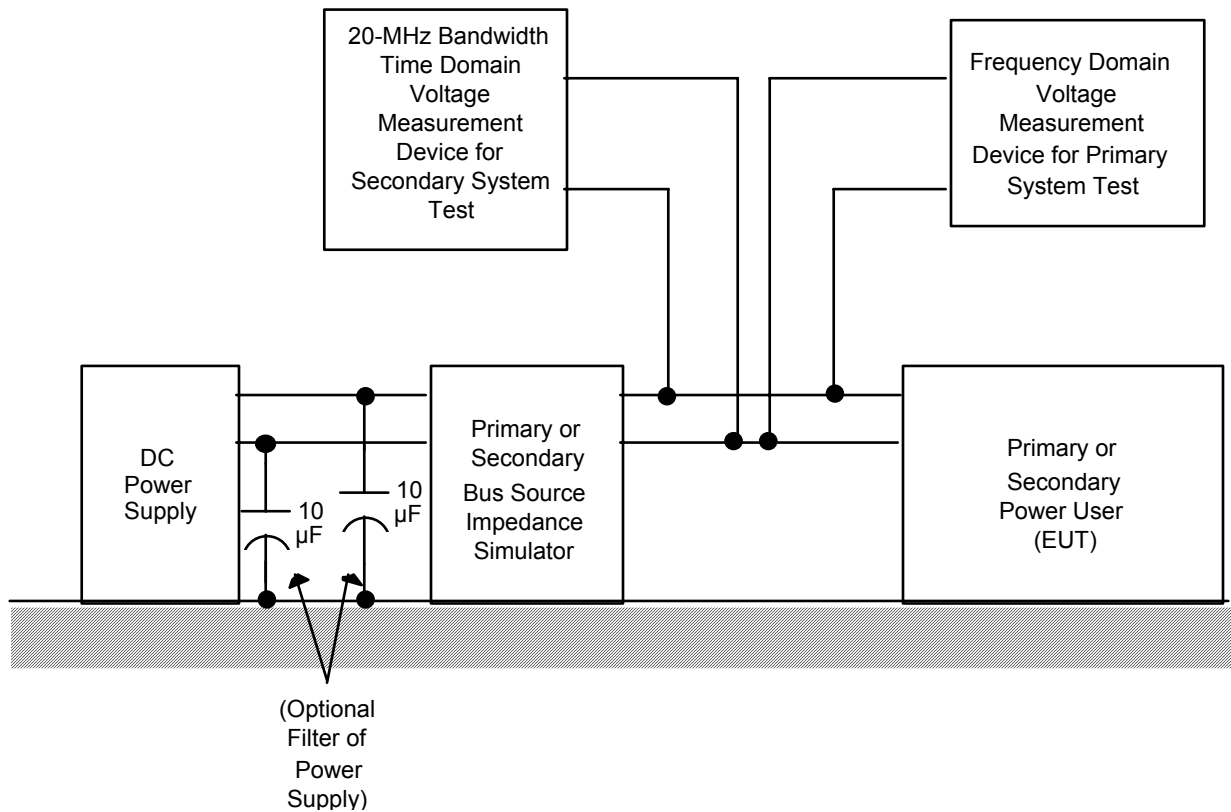 20-MHz Bandwidth
Time Domain
Voltage
Measurement
Device for
Secondary System
Test
Frequency Domain
Voltage
Measurement
Device for Primary
System Test
DC
Power
Supply
10
µF
10
µF
Primary or
Secondary
Bus Source
Impedance
Simulator
Primary or
Secondary
Power User
(EUT)
(Optional
Filter of
Power
Supply)